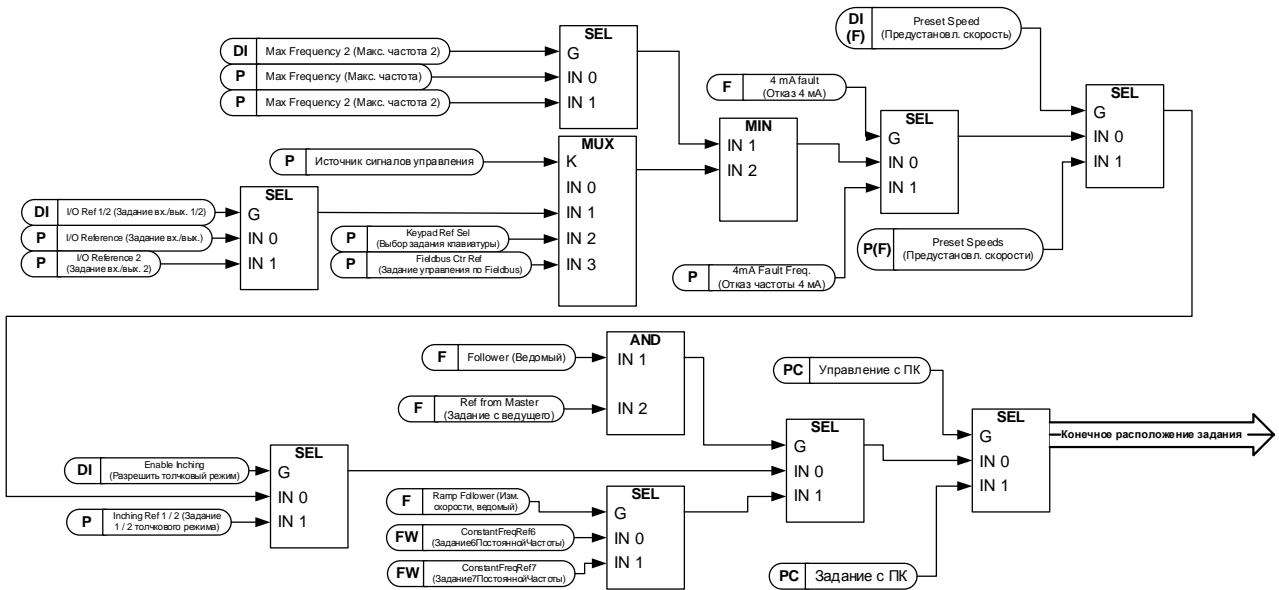 DI
Max Frequency 2 (Макс. частота 2)
P
Max Frequency (Макс. частота)
P
Max Frequency 2 (Макс. частота 2)
SEL
G
IN 0
IN 1
P
Источник сигналов управления
DI
I/O Ref 1/2 (Задание вх./вых. 1/2)
P
I/O Reference (Задание вх./вых.)
P
I/O Reference 2
(Задание вх./вых. 2)
SEL
G
IN 0
IN 1
P
Keypad Ref Sel
(Выбор задания клавиатуры)
P
Fieldbus Ctr Ref
(Задание управления по Fieldbus)
MUX
K
IN 0
IN 1
IN 2
IN 3
MIN
IN 1
IN 2
F
4 mA fault
(Отказ 4 мА)
P
4mA Fault Freq.
(Отказ частоты 4 мА)
SEL
G
IN 0
IN 1
DI
(F)
Preset Speed
(Предустановл. скорость)
P(F)
Preset Speeds
(Предустановл. скорости)
SEL
G
IN 0
IN 1
F
Follower (Ведомый)
F
Ref from Master
(Задание с ведущего)
AND
IN 1
IN 2
DI
Enable Inching
(Разрешить толчковый режим)
P
Inching Ref 1 / 2 (Задание
1 / 2 толчкового режима)
SEL
G
IN 0
IN 1
F
Ramp Follower (Изм.
скорости, ведомый)
FW
ConstantFreqRef6
(Задание6ПостояннойЧастоты)
FW
ConstantFreqRef7
(Задание7ПостояннойЧастоты)
SEL
G
IN 0
IN 1
SEL
G
IN 0
IN 1
PC
Управление с ПК
PC
Задание с ПК
SEL
G
IN 0
IN 1
Конечное расположение задания